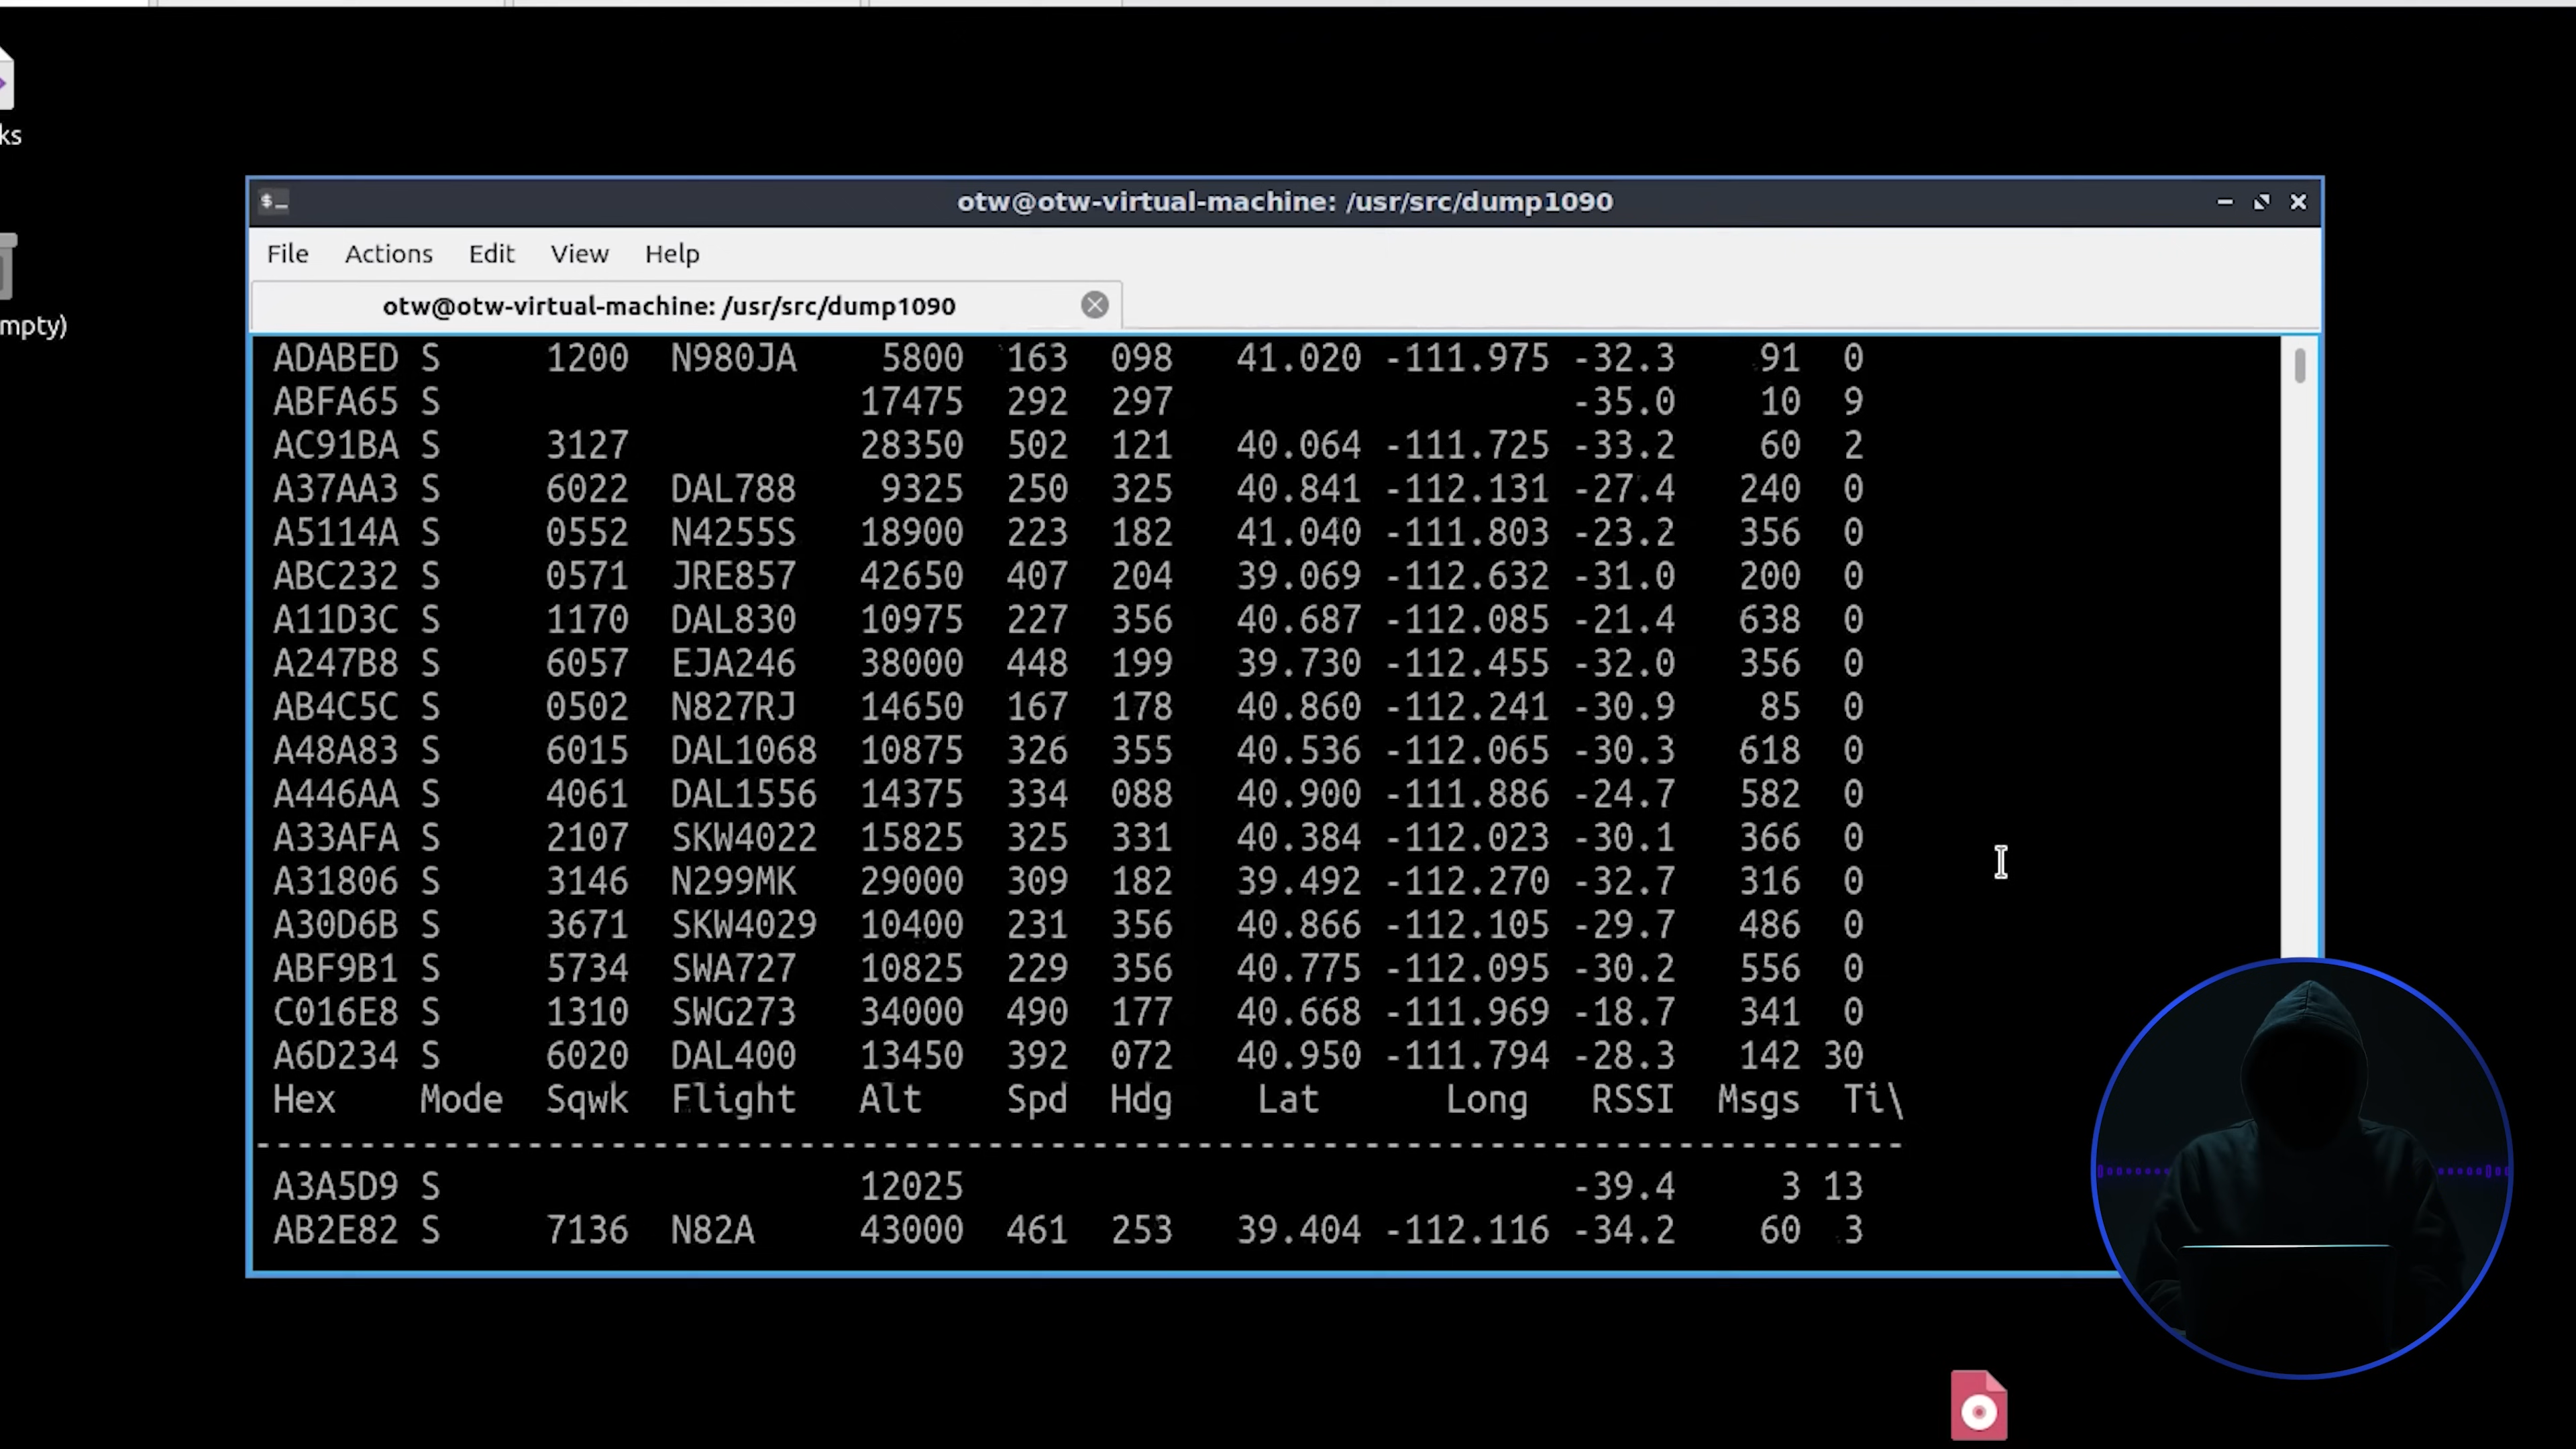 ks
mpty)
otw@otw-virtual-machine: /usr/src/dump1090
File Actions Edit View Help
otw@otw-virtual-machine: /usr/src/dump1090
ADABED S 1200 N980JA 5800 163 098 41.020 -111.975 -32.3 91 0
ABFA65 S 17475 292 297 -35.0 10 9
AC91BA S 3127 28350 502 121 40.064 -111.725 -33.2 60 2
A37AA3 S 6022 DAL788 9325 250 325 40.841 -112.131 -27.4 240 0
A5114A S 0552 N4255S 18900 223 182 41.040 -111.803 -23.2 356 0
ABC232 S 0571 JRE857 42650 407 204 39.069 -112.632 -31.0 200 0
A11D3C S 1170 DAL830 10975 227 356 40.687 -112.085 -21.4 638 0
A247B8 S 6057 EJA246 38000 448 199 39.730 -112.455 -32.0 356 0
AB4C5C S 0502 N827RJ 14650 167 178 40.860 -112.241 -30.9 85 0
A48A83 S 6015 DAL1068 10875 326 355 40.536 -112.065 -30.3 618 0
A446AA S 4061 DAL1556 14375 334 088 40.900 -111.886 -24.7 582 0
A33AFA S 2107 SKW4022 15825 325 331 40.384 -112.023 -30.1 366 0
A31806 S 3146 N299MK 29000 309 182 39.492 -112.270 -32.7 316 0
A30D6B S 3671 SKW4029 10400 231 356 40.866 -112.105 -29.7 486 0
ABF9B1 S 5734 SWA727 10825 229 356 40.775 -112.095 -30.2 556 0
C016E8 S 1310 SWG273 34000 490 177 40.668 -111.969 -18.7 341 0
A6D234 S 6020 DAL400 13450 392 072 40.950 -111.794 -28.3 142 30
Hex Mode Sqwk Flight Alt Spd Hdg Lat Long RSSI Msgs Ti\
-------------------------------------------------------------------------------
A3A5D9 S 12025 -39.4 3 13
AB2E82 S 7136 N82A 43000 461 253 39.404 -112.116 -34.2 60 3